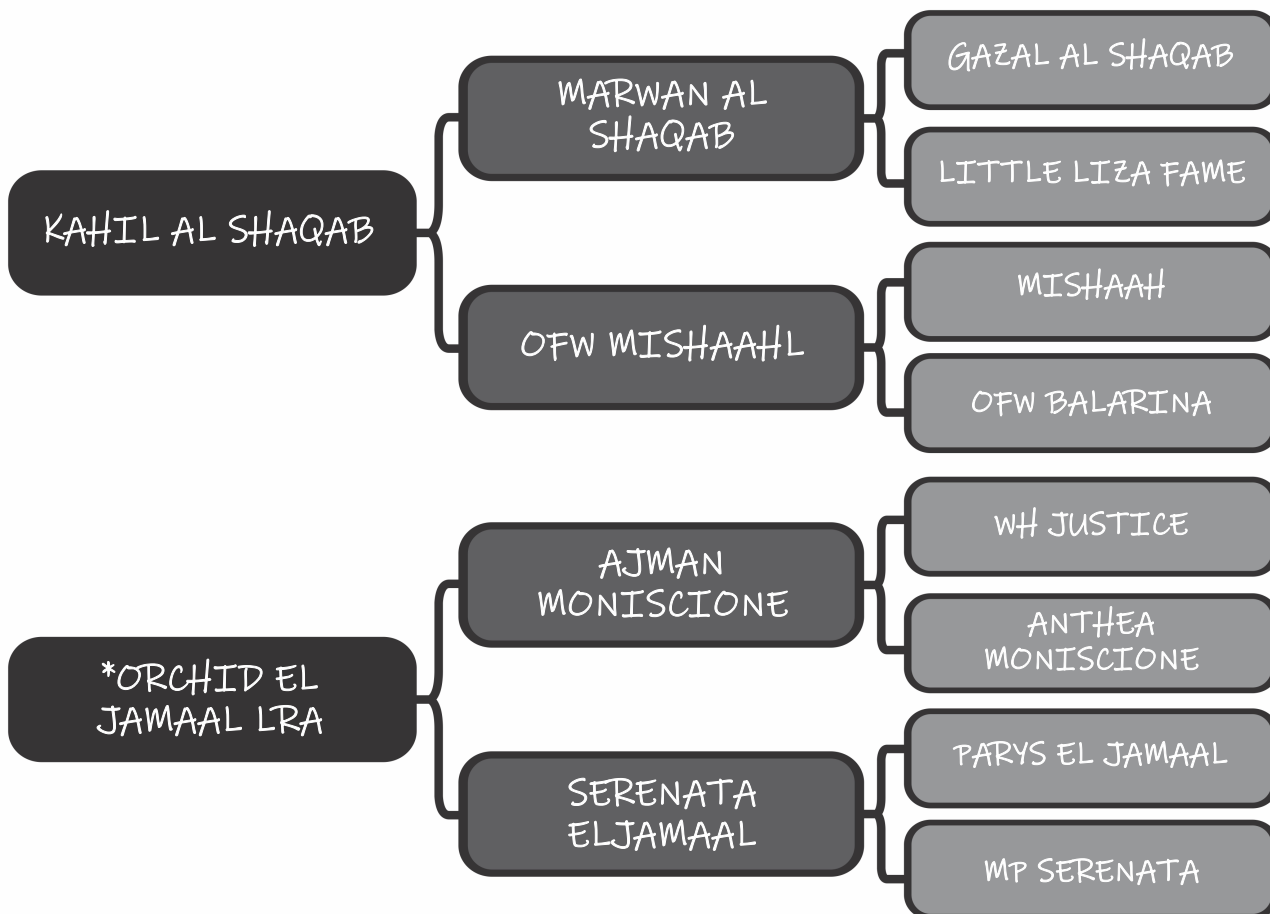 GAZAL AL SHAQAB
MARWAN AL
SHAQAB
LITTLE LIZA FAME
KAHIL AL SHAQAB
MISHAAH
OFW MISHAAHL
OFW BALARINA
WH JUSTICE
AJMAN
MONISCIONE
ANTHEA
MONISCIONE
*ORCHID EL
JAMAAL LRA
PARYS EL JAMAAL
SERENATA
ELJAMAAL
MP SERENATA